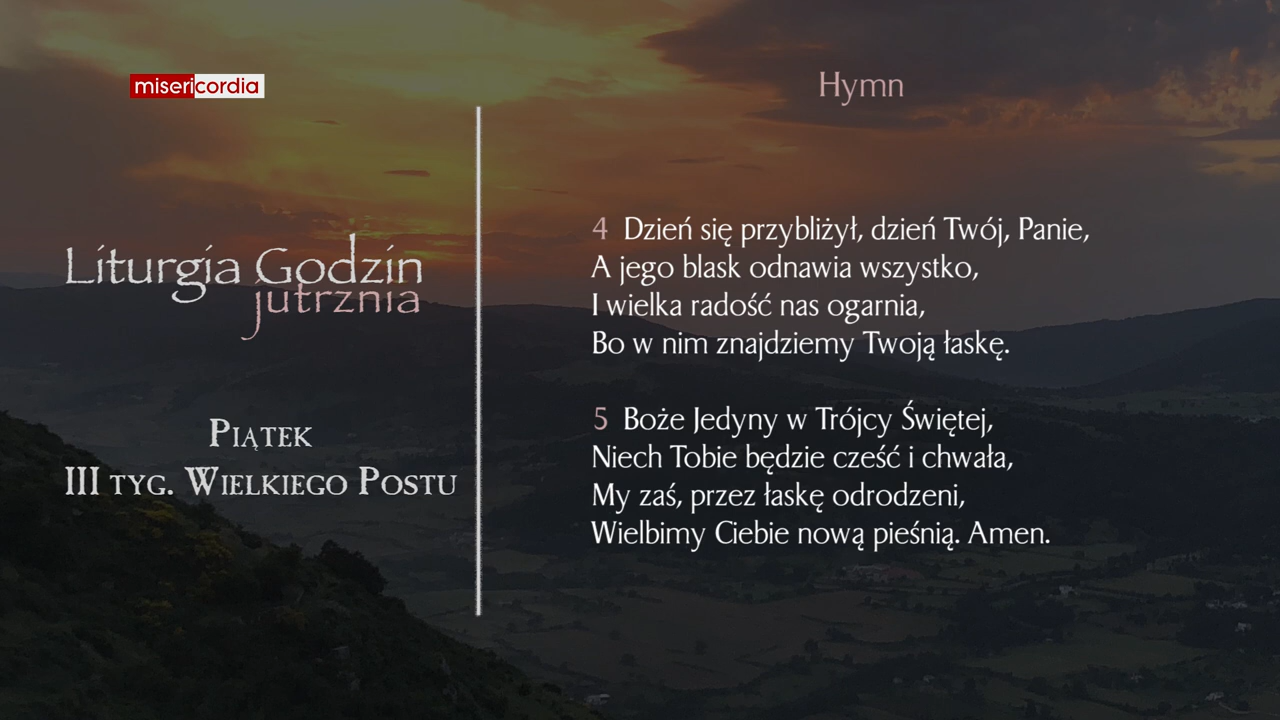 misericordia
Liturgia Godzin
jutrznia
Piątek
III tyg. Wielkiego Postu
Hymn
4 Dzień się przybliżył, dzień Twój, Panie,
A jego blask odnawia wszystko,
I wielka radość nas ogarnia,
Bo w nim znajdziemy Twoją łaskę.
5 Boże Jedyny w Trójcy Świętej,
Niech Tobie będzie cześć i chwała,
My zaś, przez łaskę odrodzeni,
Wielbimy Ciebie nową pieśnią. Amen.